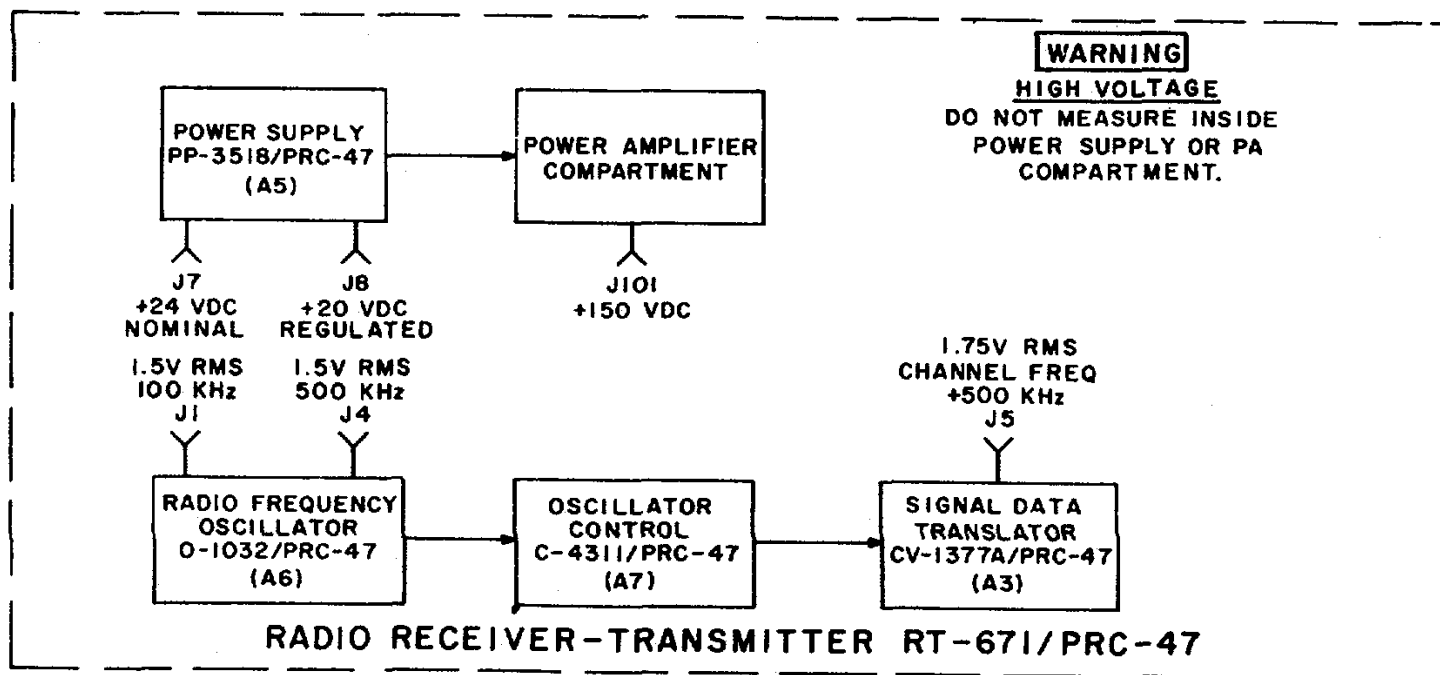 WARNING
HIGH VOLTAGE
DO NOT MEASURE INSIDE
POWER SUPPLY OR PA
COMPARTMENT.
POWER SUPPLY
PP-3518/PRC-47
(A5)
POWER AMPLIFIER
COMPARTMENT
J7
+24 VDC
NOMINAL
J8
+20 VDC
REGULATED
J101
+150 VDC
1.5V RMS
100 KHz
J1
1.5V RMS
500 KHz
J4
1.75V RMS
CHANNEL FREQ
+500 KHz
J5
RADIO FREQUENCY
OSCILLATOR
O-1032/PRC-47
(A6)
OSCILLATOR
CONTROL
C-4311/PRC-47
(A7)
SIGNAL DATA
TRANSLATOR
CV-1377A/PRC-47
(A3)
RADIO RECEIVER-TRANSMITTER RT-671/PRC-47